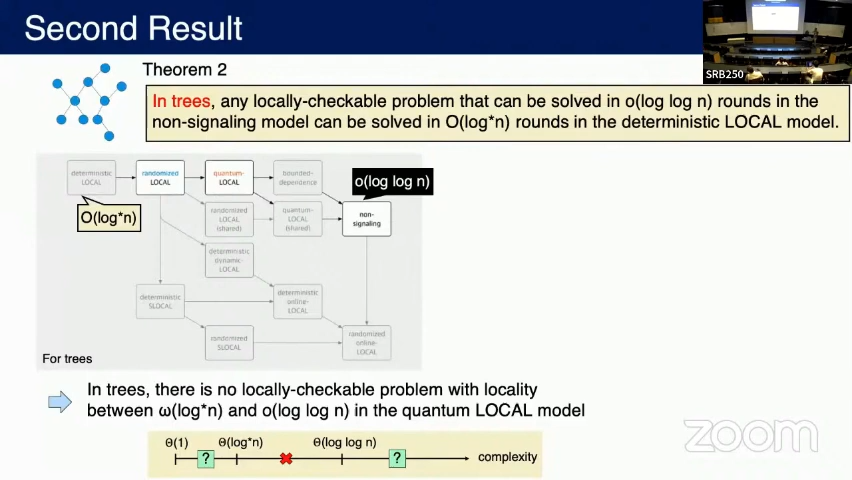 Second Result
SRB250
Theorem 2
In trees, any locally-checkable problem that can be solved in o(log log n) rounds in the
non-signaling model can be solved in O(log*n) rounds in the deterministic LOCAL model.
deterministic
LOCAL
randomized
LOCAL
quantum-
LOCAL
bounded-
dependence
o(log log n)
O(log*n)
randomized
LOCAL
(shared)
quantum-
LOCAL
(shared)
non-
signaling
deterministic
dynamic-
LOCAL
deterministic
SLOCAL
deterministic
online-
LOCAL
randomized
SLOCAL
randomized
online-
LOCAL
For trees
In trees, there is no locally-checkable problem with locality
between ω(log*n) and o(log log n) in the quantum LOCAL model
Θ(1)
Θ(log*n)
Θ(log log n)
?
?
complexity
zoom